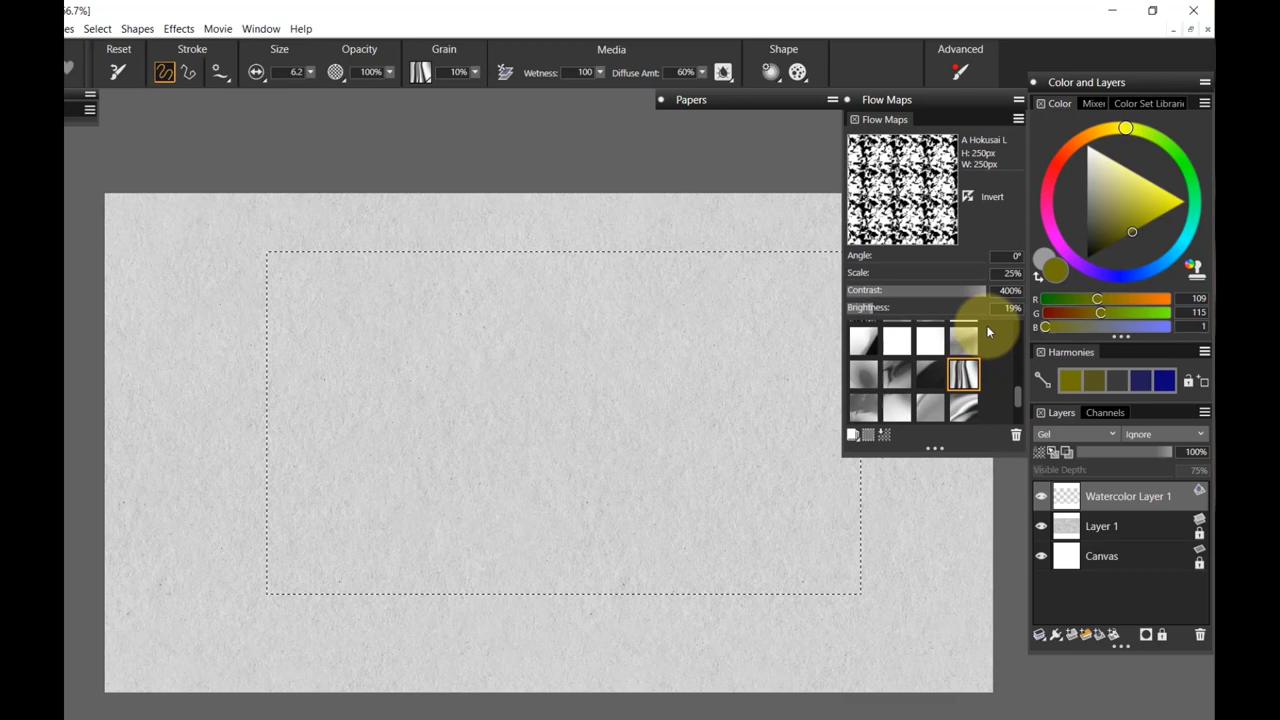 6.7%]
es Select Shapes Effects Movie Window Help
Reset Stroke Size Opacity Grain Media Shape Advanced
6.2 100% 10% Wetness: 100 Diffuse Amt: 60%
Papers
Flow Maps
Flow Maps
A Hokusai L
H: 250px
W: 250px
Invert
Angle: 0°
Scale: 25%
Contrast: 400%
Brightness: 19%
Color and Layers
Color Mixer Color Set Librarie
R 109
G 115
B 1
Harmonies
Layers Channels
Gel Ignore
100%
Visible Depth: 75%
Watercolor Layer 1
Layer 1
Canvas